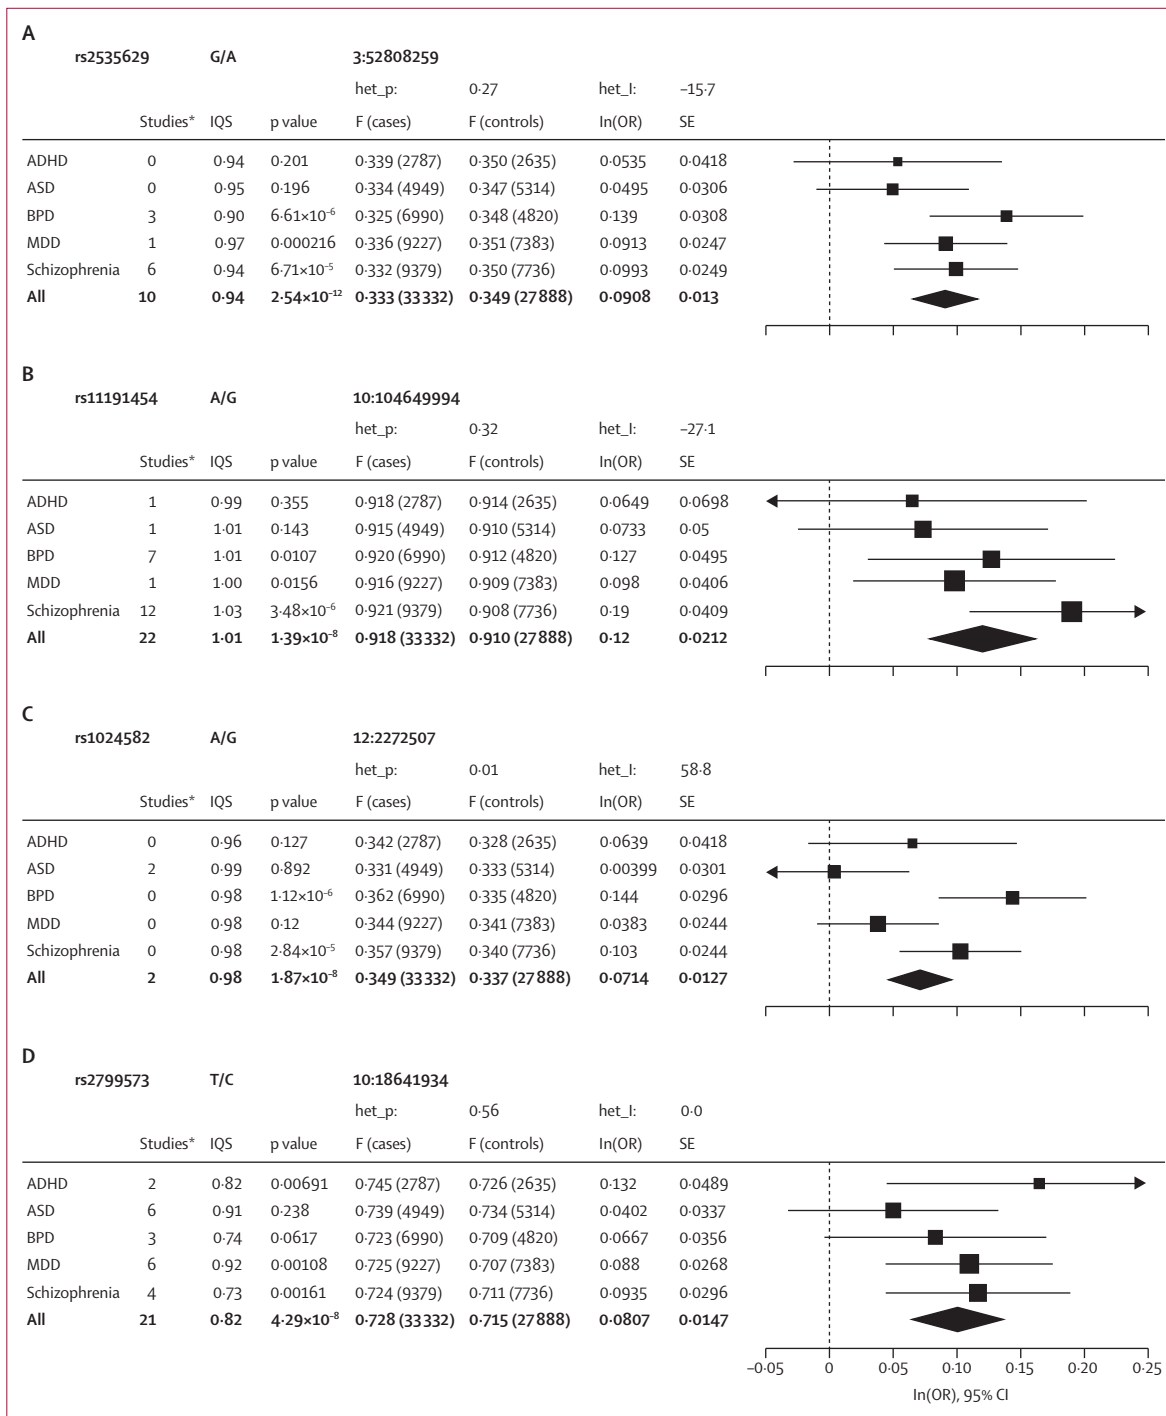 A
rs2535629 G/A 3:52808259
het_p: 0·27 het_I: –15·7
Studies* IQS p value F (cases) F (controls) ln(OR) SE
ADHD 0 0·94 0·201 0·339 (2787) 0·350 (2635) 0·0535 0·0418
ASD 0 0·95 0·196 0·334 (4949) 0·347 (5314) 0·0495 0·0306
BPD 3 0·90 6·61×10⁻⁶ 0·325 (6990) 0·348 (4820) 0·139 0·0308
MDD 1 0·97 0·000216 0·336 (9227) 0·351 (7383) 0·0913 0·0247
Schizophrenia 6 0·94 6·71×10⁻⁵ 0·332 (9379) 0·350 (7736) 0·0993 0·0249
All 10 0·94 2·54×10⁻¹² 0·333 (33332) 0·349 (27888) 0·0908 0·013
B
rs11191454 A/G 10:104649994
het_p: 0·32 het_I: –27·1
Studies* IQS p value F (cases) F (controls) ln(OR) SE
ADHD 1 0·99 0·355 0·918 (2787) 0·914 (2635) 0·0649 0·0698
ASD 1 1·01 0·143 0·915 (4949) 0·910 (5314) 0·0733 0·05
BPD 7 1·01 0·0107 0·920 (6990) 0·912 (4820) 0·127 0·0495
MDD 1 1·00 0·0156 0·916 (9227) 0·909 (7383) 0·098 0·0406
Schizophrenia 12 1·03 3·48×10⁻⁶ 0·921 (9379) 0·908 (7736) 0·19 0·0409
All 22 1·01 1·39×10⁻⁸ 0·918 (33332) 0·910 (27888) 0·12 0·0212
C
rs1024582 A/G 12:2272507
het_p: 0·01 het_I: 58·8
Studies* IQS p value F (cases) F (controls) ln(OR) SE
ADHD 0 0·96 0·127 0·342 (2787) 0·328 (2635) 0·0639 0·0418
ASD 2 0·99 0·892 0·331 (4949) 0·333 (5314) 0·00399 0·0301
BPD 0 0·98 1·12×10⁻⁶ 0·362 (6990) 0·335 (4820) 0·144 0·0296
MDD 0 0·98 0·12 0·344 (9227) 0·341 (7383) 0·0383 0·0244
Schizophrenia 0 0·98 2·84×10⁻⁵ 0·357 (9379) 0·340 (7736) 0·103 0·0244
All 2 0·98 1·87×10⁻⁸ 0·349 (33332) 0·337 (27888) 0·0714 0·0127
D
rs2799573 T/C 10:18641934
het_p: 0·56 het_I: 0·0
Studies* IQS p value F (cases) F (controls) ln(OR) SE
ADHD 2 0·82 0·00691 0·745 (2787) 0·726 (2635) 0·132 0·0489
ASD 6 0·91 0·238 0·739 (4949) 0·734 (5314) 0·0402 0·0337
BPD 3 0·74 0·0617 0·723 (6990) 0·709 (4820) 0·0667 0·0356
MDD 6 0·92 0·00108 0·725 (9227) 0·707 (7383) 0·088 0·0268
Schizophrenia 4 0·73 0·00161 0·724 (9379) 0·711 (7736) 0·0935 0·0296
All 21 0·82 4·29×10⁻⁸ 0·728 (33332) 0·715 (27888) 0·0807 0·0147
–0·05 0 0·05 0·10 0·15 0·20 0·25
ln(OR), 95% CI